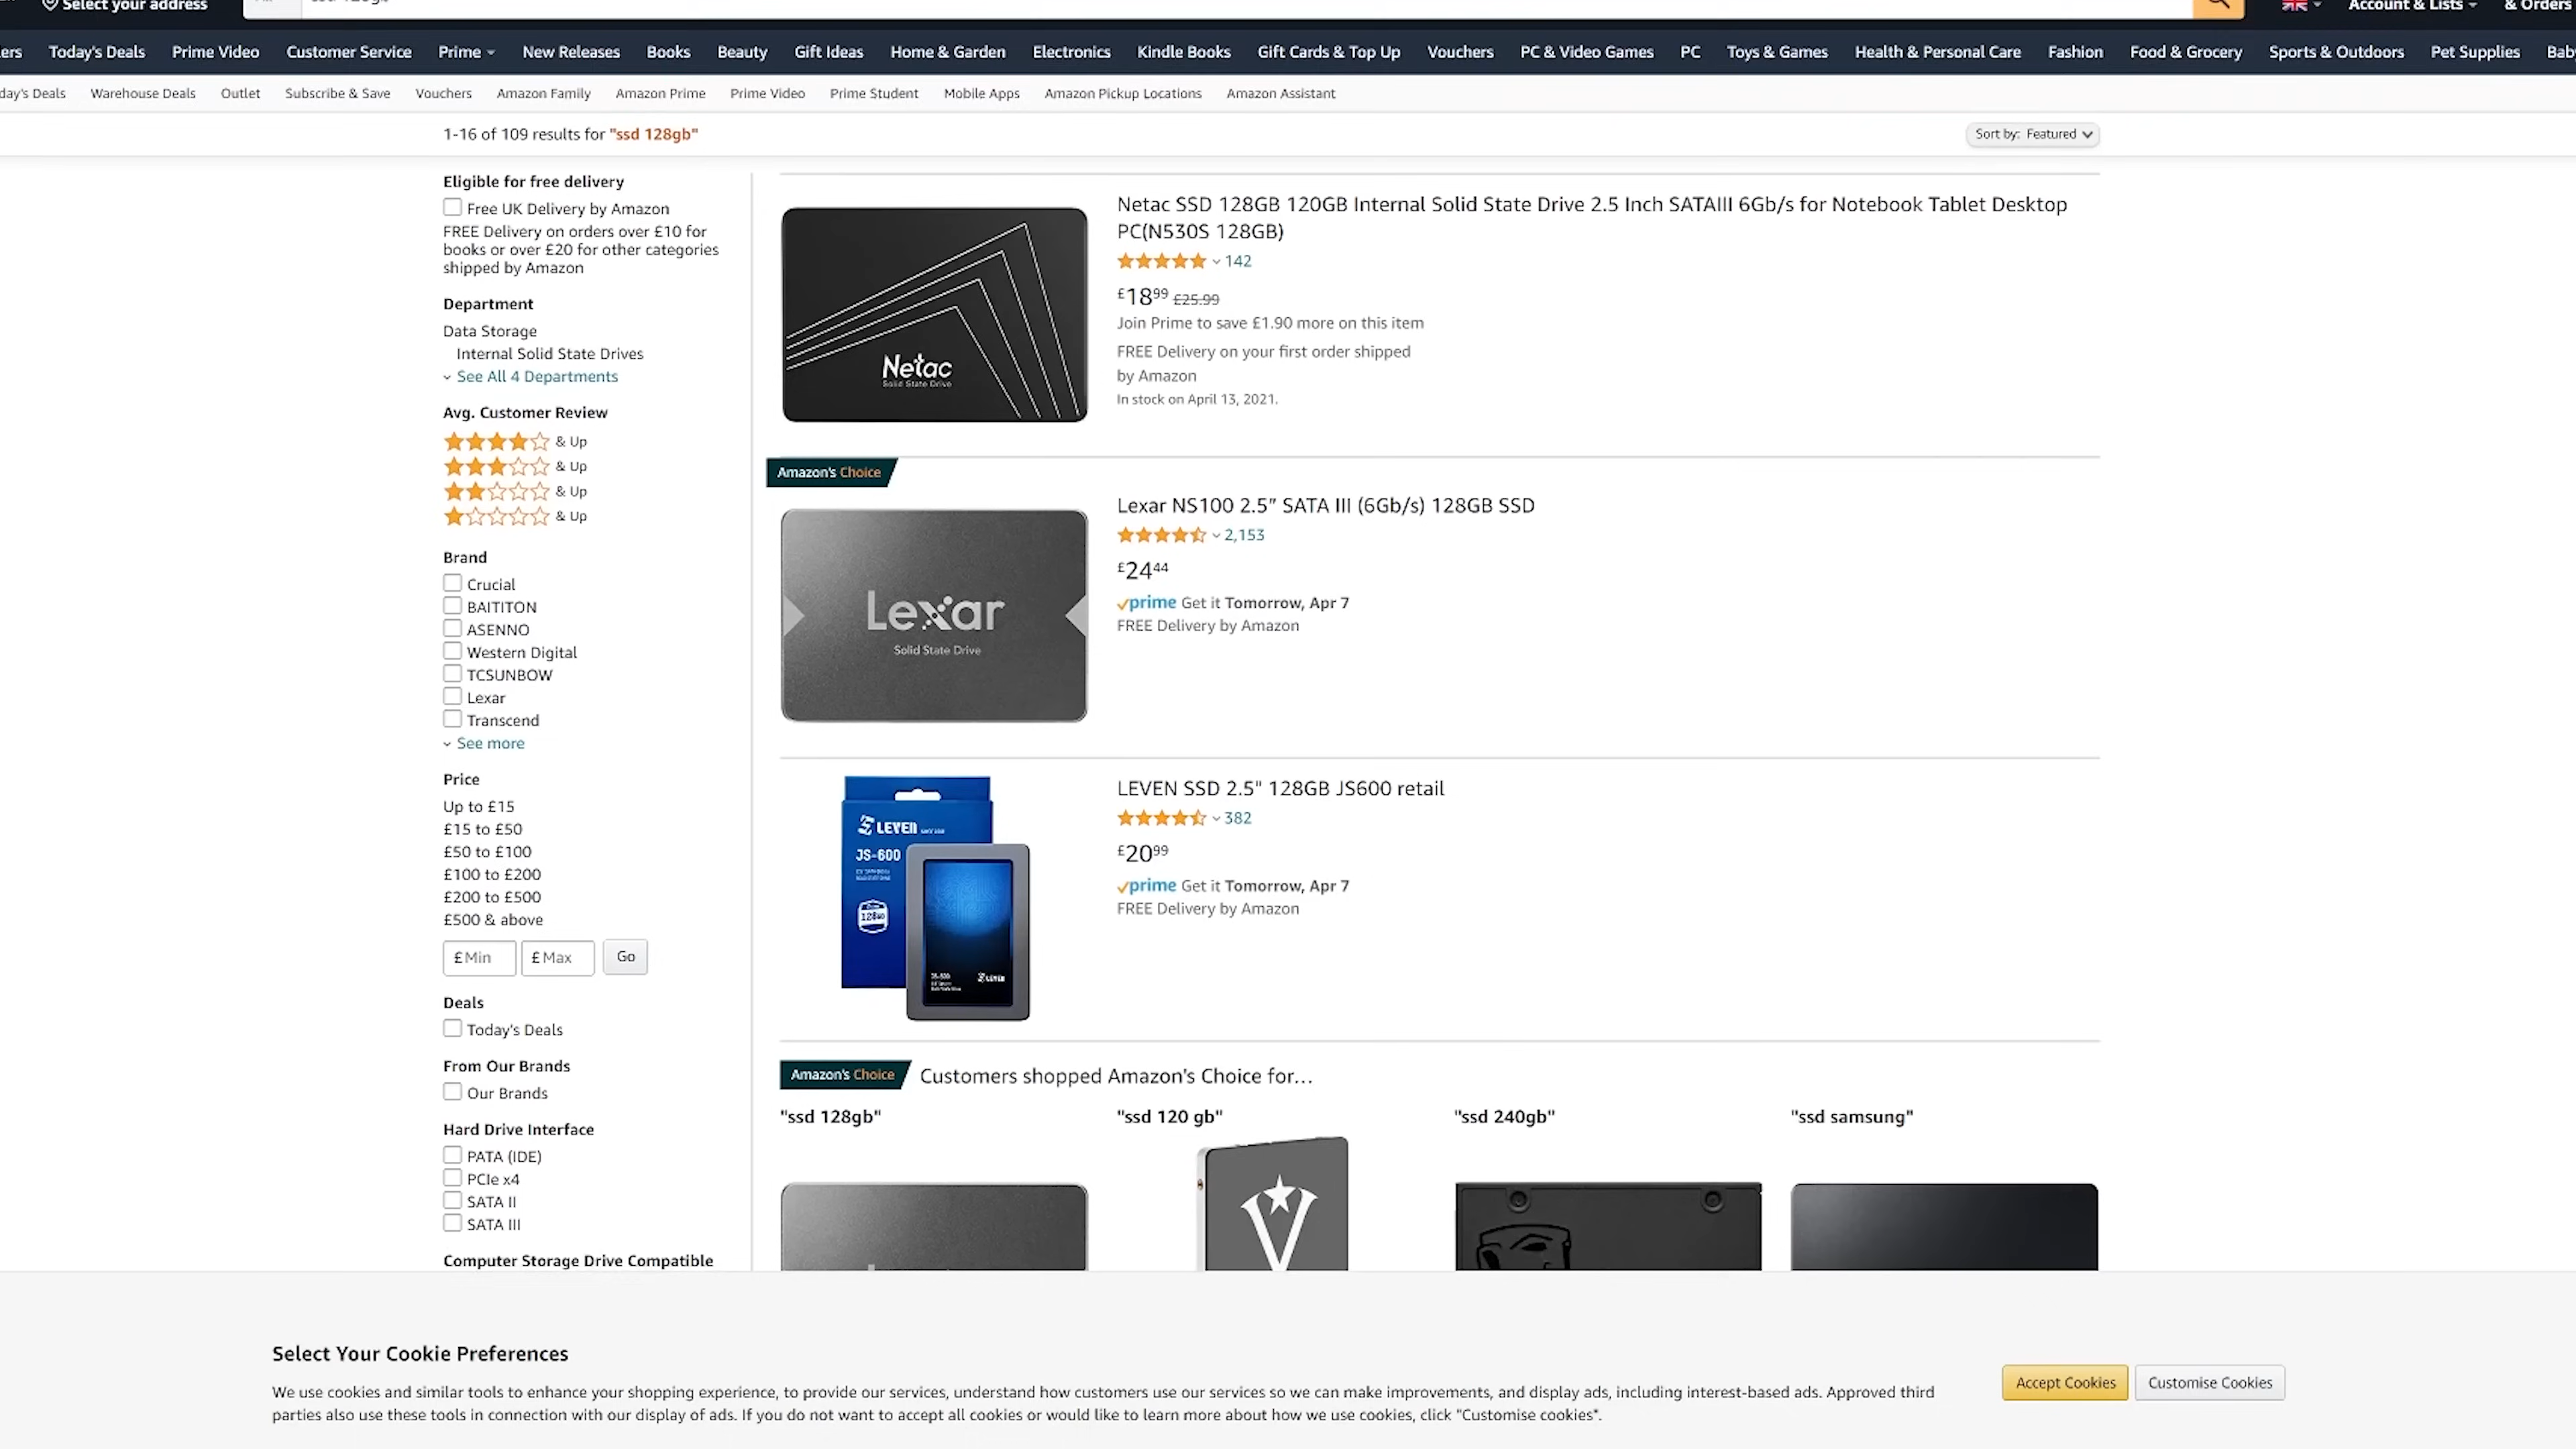 Select your address
Account & Lists
& Orders
ers Today's Deals Prime Video Customer Service Prime New Releases Books Beauty Gift Ideas Home & Garden Electronics Kindle Books Gift Cards & Top Up Vouchers PC & Video Games PC Toys & Games Health & Personal Care Fashion Food & Grocery Sports & Outdoors Pet Supplies Bab
day's Deals Warehouse Deals Outlet Subscribe & Save Vouchers Amazon Family Amazon Prime Prime Video Prime Student Mobile Apps Amazon Pickup Locations Amazon Assistant
1-16 of 109 results for "ssd 128gb"
Sort by: Featured
Eligible for free delivery
Free UK Delivery by Amazon
FREE Delivery on orders over £10 for
books or over £20 for other categories
shipped by Amazon
Department
Data Storage
Internal Solid State Drives
See All 4 Departments
Avg. Customer Review
& Up
& Up
& Up
& Up
Brand
Crucial
BAITITON
ASENNO
Western Digital
TCSUNBOW
Lexar
Transcend
See more
Price
Up to £15
£15 to £50
£50 to £100
£100 to £200
£200 to £500
£500 & above
£ Min £ Max Go
Deals
Today's Deals
From Our Brands
Our Brands
Hard Drive Interface
PATA (IDE)
PCIe x4
SATA II
SATA III
Computer Storage Drive Compatible
Netac
Solid State Drive
Netac SSD 128GB 120GB Internal Solid State Drive 2.5 Inch SATAIII 6Gb/s for Notebook Tablet Desktop
PC(N530S 128GB)
142
£18.99 £25.99
Join Prime to save £1.90 more on this item
FREE Delivery on your first order shipped
by Amazon
In stock on April 13, 2021.
Amazon's Choice
Lexar
Solid State Drive
Lexar NS100 2.5” SATA III (6Gb/s) 128GB SSD
2,153
£24.44
prime Get it Tomorrow, Apr 7
FREE Delivery by Amazon
LEVEN
JS-600
128GB
JS-600
LEVEN
LEVEN SSD 2.5" 128GB JS600 retail
382
£20.99
prime Get it Tomorrow, Apr 7
FREE Delivery by Amazon
Amazon's Choice Customers shopped Amazon's Choice for…
"ssd 128gb" "ssd 120 gb" "ssd 240gb" "ssd samsung"
V
Select Your Cookie Preferences
We use cookies and similar tools to enhance your shopping experience, to provide our services, understand how customers use our services so we can make improvements, and display ads, including interest-based ads. Approved third
parties also use these tools in connection with our display of ads. If you do not want to accept all cookies or would like to learn more about how we use cookies, click "Customise cookies".
Accept Cookies Customise Cookies